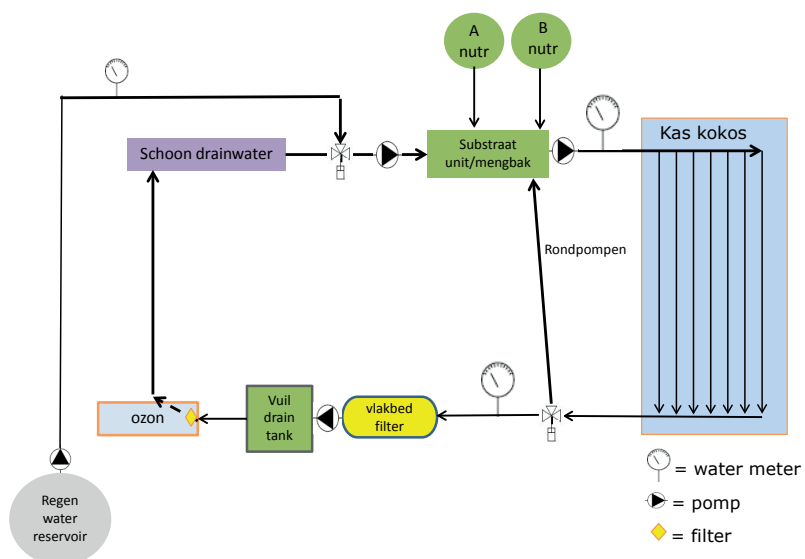 A
nutr
B
nutr
Kas kokos
Schoon drainwater
Substraat
unit/mengbak
Rondpompen
ozon
Vuil
drain
tank
vlakbed
filter
Regen
water
reservoir
= water meter
= pomp
= filter